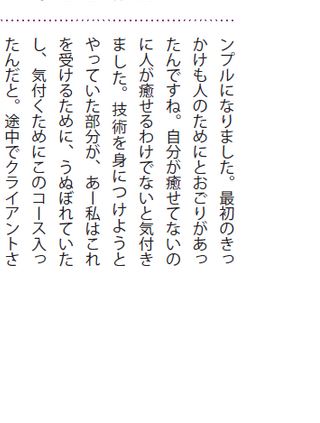 ンプルになりました。最初のきっ
かけも人のためにとおごりがあっ
たんですね。自分が癒せてないの
に人が癒せるわけでないと気付き
ました。技術を身につけようと
やっていた部分が、あー私はこれ
を受けるために、うぬぼれていた
し、気付くためにこのコース入っ
たんだと。途中でクライアントさ